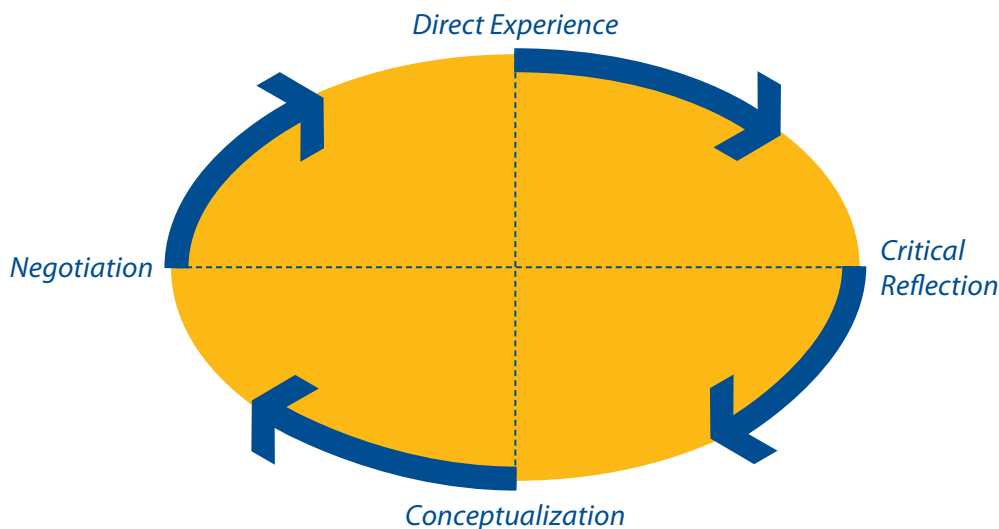 Direct Experience
Negotiation
Critical
Reflection
Conceptualization